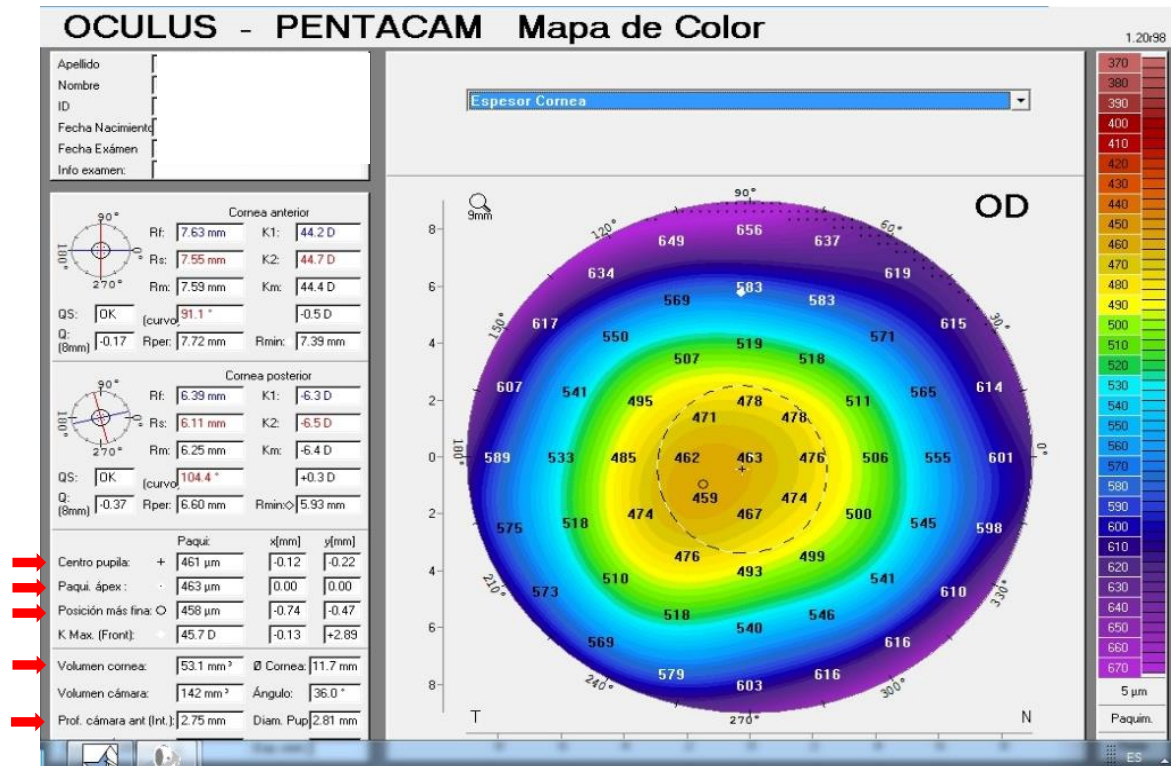 OCULUS - PENTACAM Mapa de Color
1.20r98
Apellido
Nombre
ID
Fecha Nacimiento
Fecha Exámen
Info examen:
Espesor Cornea
Cornea anterior
90°
180°
0°
270°
Rf: 7.63 mm K1: 44.2 D
Rs: 7.55 mm K2: 44.7 D
Rm: 7.59 mm Km: 44.4 D
QS: OK (curvo) 91.1° -0.5 D
Q: (8mm) -0.17 Rper: 7.72 mm Rmin: 7.39 mm
Cornea posterior
90°
180°
0°
270°
Rf: 6.39 mm K1: -6.3 D
Rs: 6.11 mm K2: -6.5 D
Rm: 6.25 mm Km: -6.4 D
QS: OK (curvo) 104.4° +0.3 D
Q: (8mm) -0.37 Rper: 6.60 mm Rmin: 5.93 mm
Paqui: x[mm] y[mm]
Centro pupila: + 461 µm -0.12 -0.22
Paqui. ápex : 463 µm 0.00 0.00
Posición más fina: O 458 µm -0.74 -0.47
K Max. (Front): 45.7 D -0.13 +2.89
Volumen cornea: 53.1 mm³ Ø Cornea: 11.7 mm
Volumen cámara: 142 mm³ Ángulo: 36.0°
Prof. cámara ant (Int.): 2.75 mm Diam. Pup 2.81 mm
9mm
OD
90°
120° 60°
150° 30°
180° 0°
210° 330°
240° 300°
270°
8
6
4
2
0
2
4
6
8
649 656 637
634 619
569 583 583
617 550 571 615
507 519 518
607 541 495 511 565 614
471 478 478
589 533 485 462 463 476 506 555 601
459 474
575 518 474 467 500 545 598
476 493 499
573 510 541 610
518 540 546
569 616
579 603 616
T N
370
380
390
400
410
420
430
440
450
460
470
480
490
500
510
520
530
540
550
560
570
580
590
600
610
620
630
640
650
660
670
5 µm
Paquim.
ES